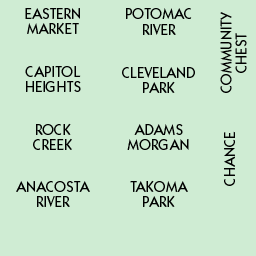 EASTERN
MARKET
POTOMAC
RIVER
CAPITOL
HEIGHTS
CLEVELAND
PARK
ROCK
CREEK
ADAMS
MORGAN
ANACOSTA
RIVER
TAKOMA
PARK
COMMUNITY
CHEST
CHANCE